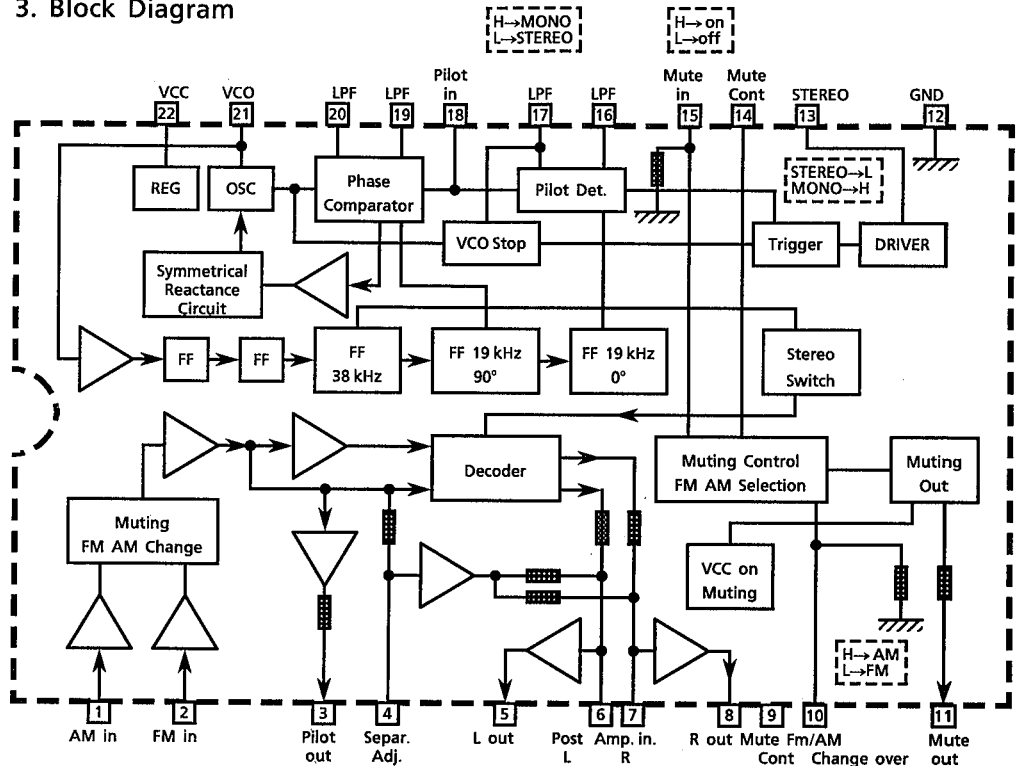 3. Block Diagram
H→MONO
L→STEREO
H→on
L→off
VCC
VCO
LPF
LPF
Pilot
in
LPF
LPF
Mute
in
Mute
Cont
STEREO
GND
22
21
20
19
18
17
16
15
14
13
12
REG
OSC
Phase
Comparator
Pilot Det.
STEREO→L
MONO→H
VCO Stop
Trigger
DRIVER
Symmetrical
Reactance
Circuit
FF
FF
FF
38 kHz
FF 19 kHz
90°
FF 19 kHz
0°
Stereo
Switch
Decoder
Muting Control
FM AM Selection
Muting
Out
Muting
FM AM Change
VCC on
Muting
H→AM
L→FM
1
2
3
4
5
6
7
8
9
10
11
AM in
FM in
Pilot
out
Separ.
Adj.
L out
Post Amp. in.
L R
R out
Mute
Cont
Fm/AM
Change over
Mute
out